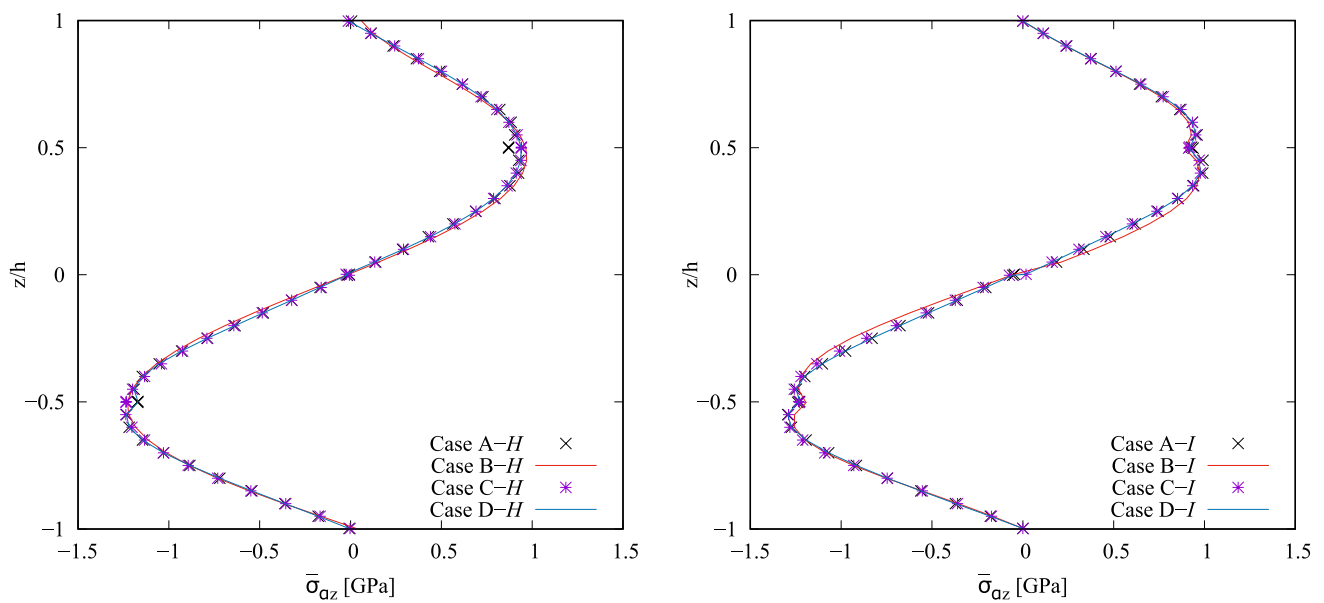 1
0.5
0
−0.5
−1
z/h
−1.5 −1 −0.5 0 0.5 1 1.5
σ̅αz [GPa]
Case A−H
Case B−H
Case C−H
Case D−H
1
0.5
0
−0.5
−1
z/h
−1.5 −1 −0.5 0 0.5 1 1.5
σ̅αz [GPa]
Case A−I
Case B−I
Case C−I
Case D−I